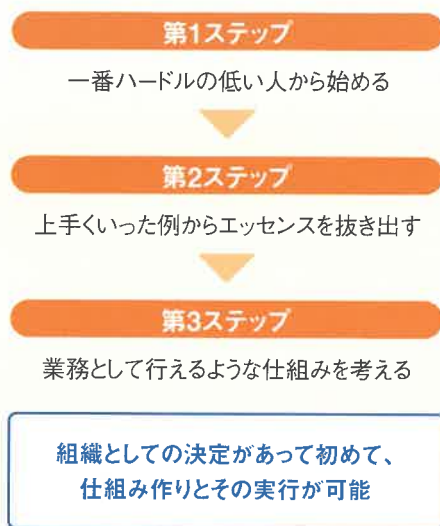 第1ステップ
一番ハードルの低い人から始める
第2ステップ
上手くいった例からエッセンスを抜き出す
第3ステップ
業務として行えるような仕組みを考える
組織としての決定があって初めて、
仕組み作りとその実行が可能